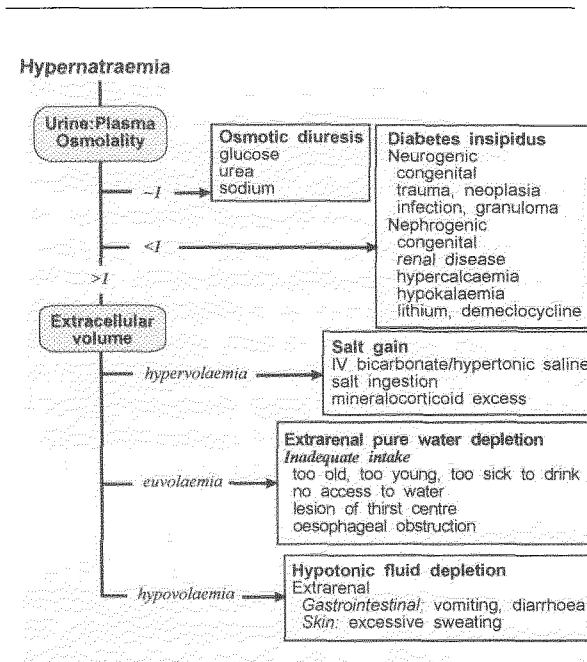 Hypernatraemia
Urine:Plasma
Osmolality
~1
Osmotic diuresis
glucose
urea
sodium
<1
Diabetes insipidus
Neurogenic
congenital
trauma, neoplasia
infection, granuloma
Nephrogenic
congenital
renal disease
hypercalcaemia
hypokalaemia
lithium, demeclocycline
>1
Extracellular
volume
hypervolaemia
Salt gain
IV bicarbonate/hypertonic saline
salt ingestion
mineralocorticoid excess
euvolaemia
Extrarenal pure water depletion
Inadequate intake
too old, too young, too sick to drink
no access to water
lesion of thirst centre
oesophageal obstruction
hypovolaemia
Hypotonic fluid depletion
Extrarenal
Gastrointestinal: vomiting, diarrhoea
Skin: excessive sweating